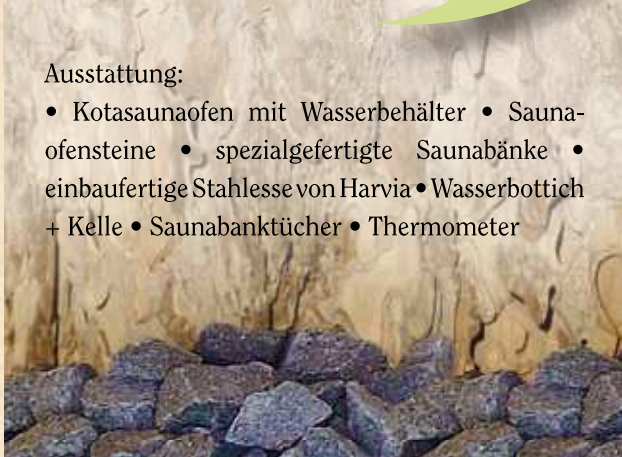 Ausstattung:
• Kotasaunaofen mit Wasserbehälter • Sauna-
ofensteine • spezialgefertigte Saunabänke •
einbaufertige Stahlesse von Harvia • Wasserbottich
+ Kelle • Saunabanktücher • Thermometer